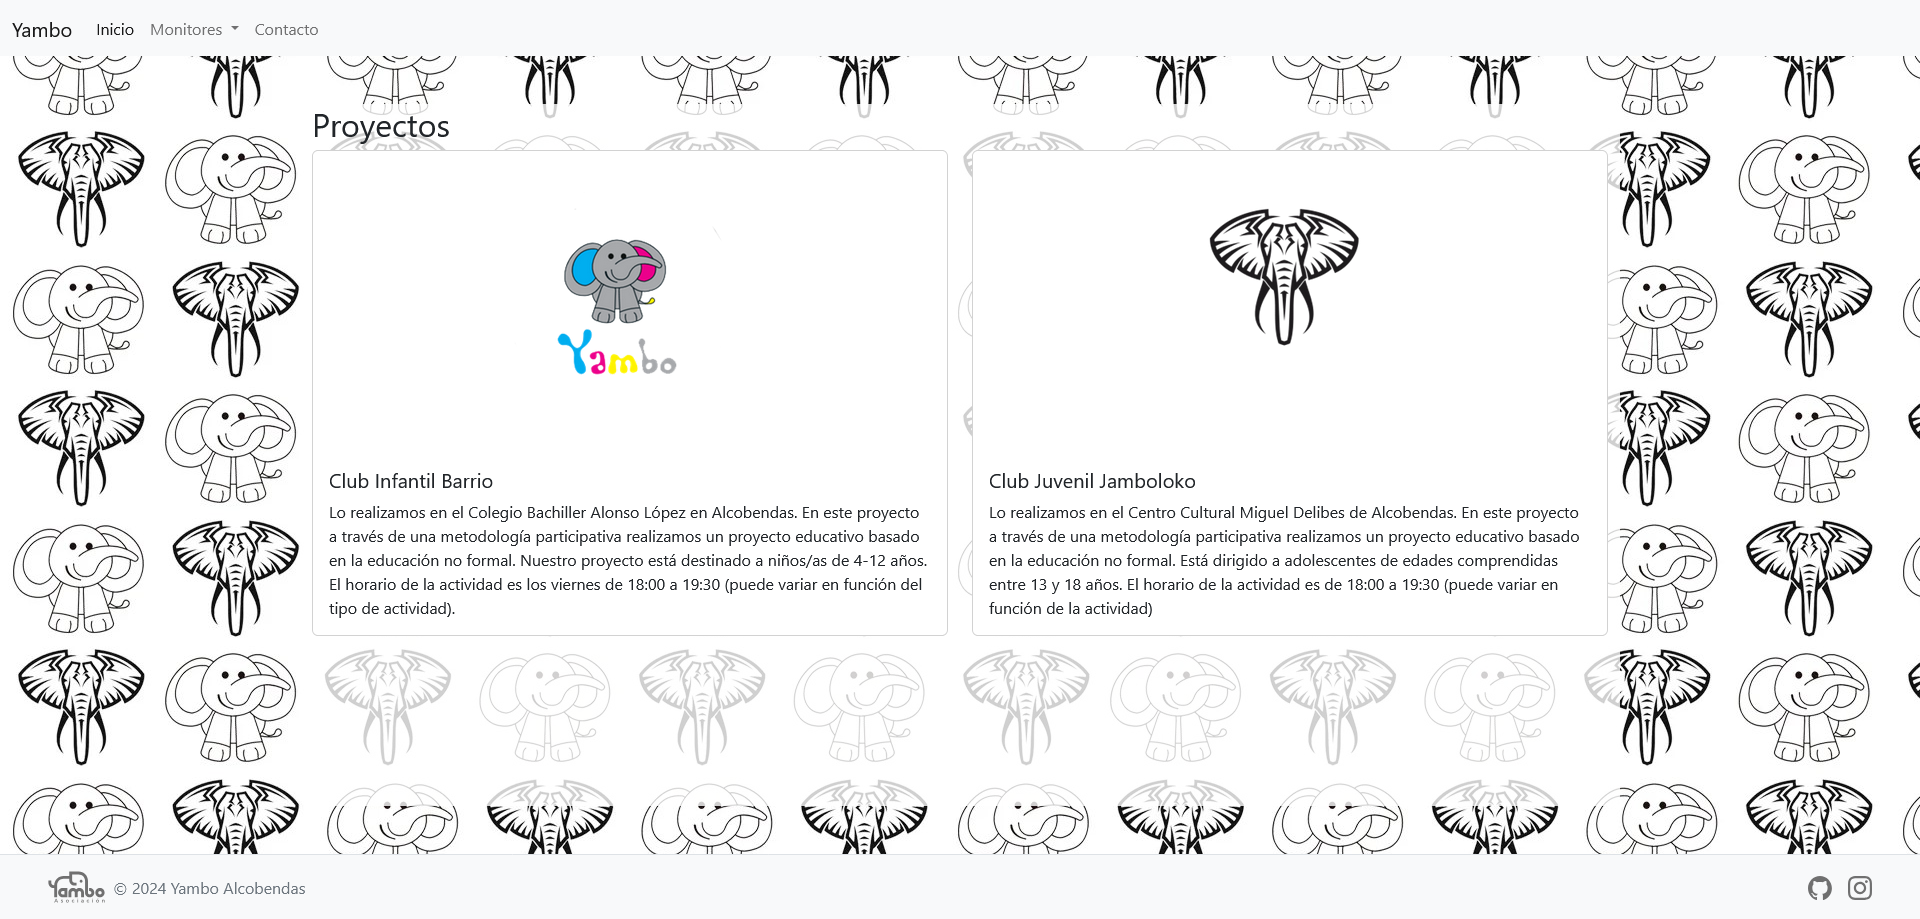 Yambo Inicio Monitores Contacto
Proyectos
Yambo
Club Infantil Barrio
Lo realizamos en el Colegio Bachiller Alonso López en Alcobendas. En este proyecto
a través de una metodología participativa realizamos un proyecto educativo basado
en la educación no formal. Nuestro proyecto está destinado a niños/as de 4-12 años.
El horario de la actividad es los viernes de 18:00 a 19:30 (puede variar en función del
tipo de actividad).
Club Juvenil Jamboloko
Lo realizamos en el Centro Cultural Miguel Delibes de Alcobendas. En este proyecto
a través de una metodología participativa realizamos un proyecto educativo basado
en la educación no formal. Está dirigido a adolescentes de edades comprendidas
entre 13 y 18 años. El horario de la actividad es de 18:00 a 19:30 (puede variar en
función de la actividad)
Yambo
Asociación
© 2024 Yambo Alcobendas